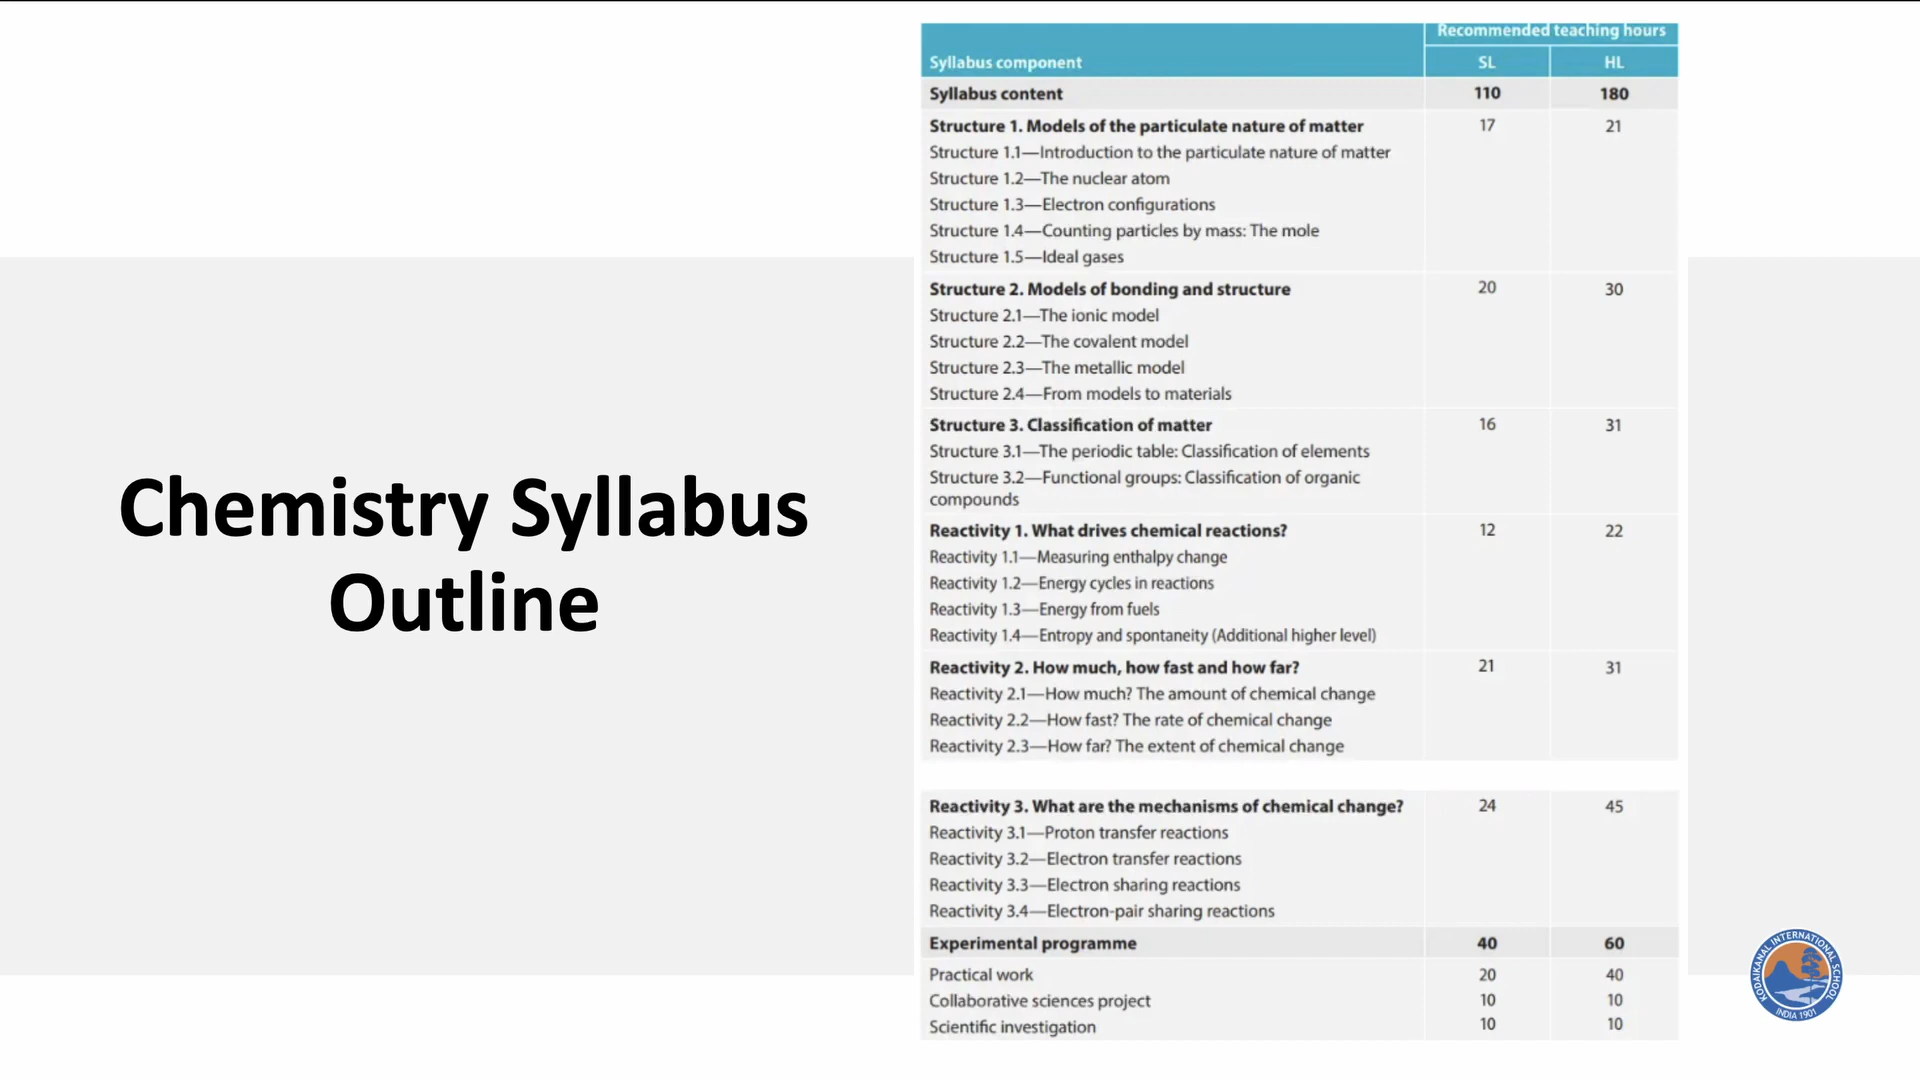 Chemistry Syllabus
Outline
Recommended teaching hours
Syllabus component SL HL
Syllabus content 110 180
Structure 1. Models of the particulate nature of matter 17 21
Structure 1.1—Introduction to the particulate nature of matter
Structure 1.2—The nuclear atom
Structure 1.3—Electron configurations
Structure 1.4—Counting particles by mass: The mole
Structure 1.5—Ideal gases
Structure 2. Models of bonding and structure 20 30
Structure 2.1—The ionic model
Structure 2.2—The covalent model
Structure 2.3—The metallic model
Structure 2.4—From models to materials
Structure 3. Classification of matter 16 31
Structure 3.1—The periodic table: Classification of elements
Structure 3.2—Functional groups: Classification of organic
compounds
Reactivity 1. What drives chemical reactions? 12 22
Reactivity 1.1—Measuring enthalpy change
Reactivity 1.2—Energy cycles in reactions
Reactivity 1.3—Energy from fuels
Reactivity 1.4—Entropy and spontaneity (Additional higher level)
Reactivity 2. How much, how fast and how far? 21 31
Reactivity 2.1—How much? The amount of chemical change
Reactivity 2.2—How fast? The rate of chemical change
Reactivity 2.3—How far? The extent of chemical change
Reactivity 3. What are the mechanisms of chemical change? 24 45
Reactivity 3.1—Proton transfer reactions
Reactivity 3.2—Electron transfer reactions
Reactivity 3.3—Electron sharing reactions
Reactivity 3.4—Electron-pair sharing reactions
Experimental programme 40 60
Practical work 20 40
Collaborative sciences project 10 10
Scientific investigation 10 10
KODAIKANAL INTERNATIONAL SCHOOL
INDIA 1901